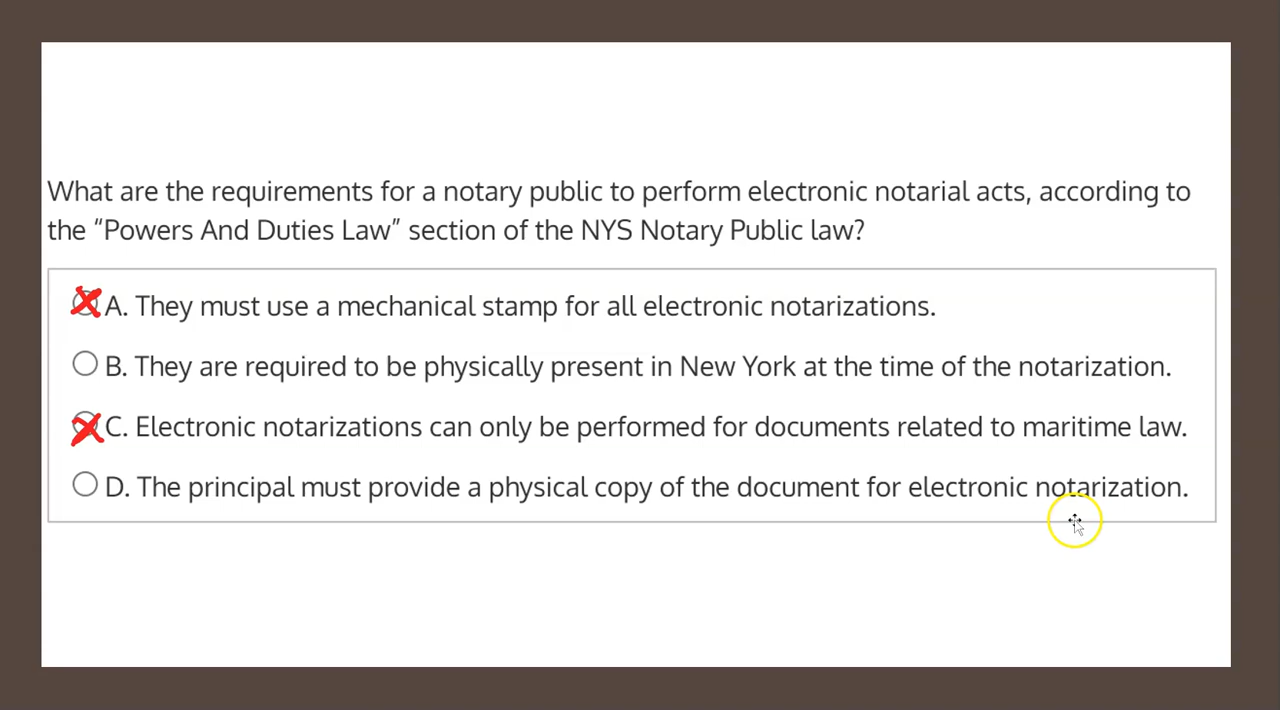 What are the requirements for a notary public to perform electronic notarial acts, according to
the “Powers And Duties Law” section of the NYS Notary Public law?
A. They must use a mechanical stamp for all electronic notarizations.
B. They are required to be physically present in New York at the time of the notarization.
C. Electronic notarizations can only be performed for documents related to maritime law.
D. The principal must provide a physical copy of the document for electronic notarization.